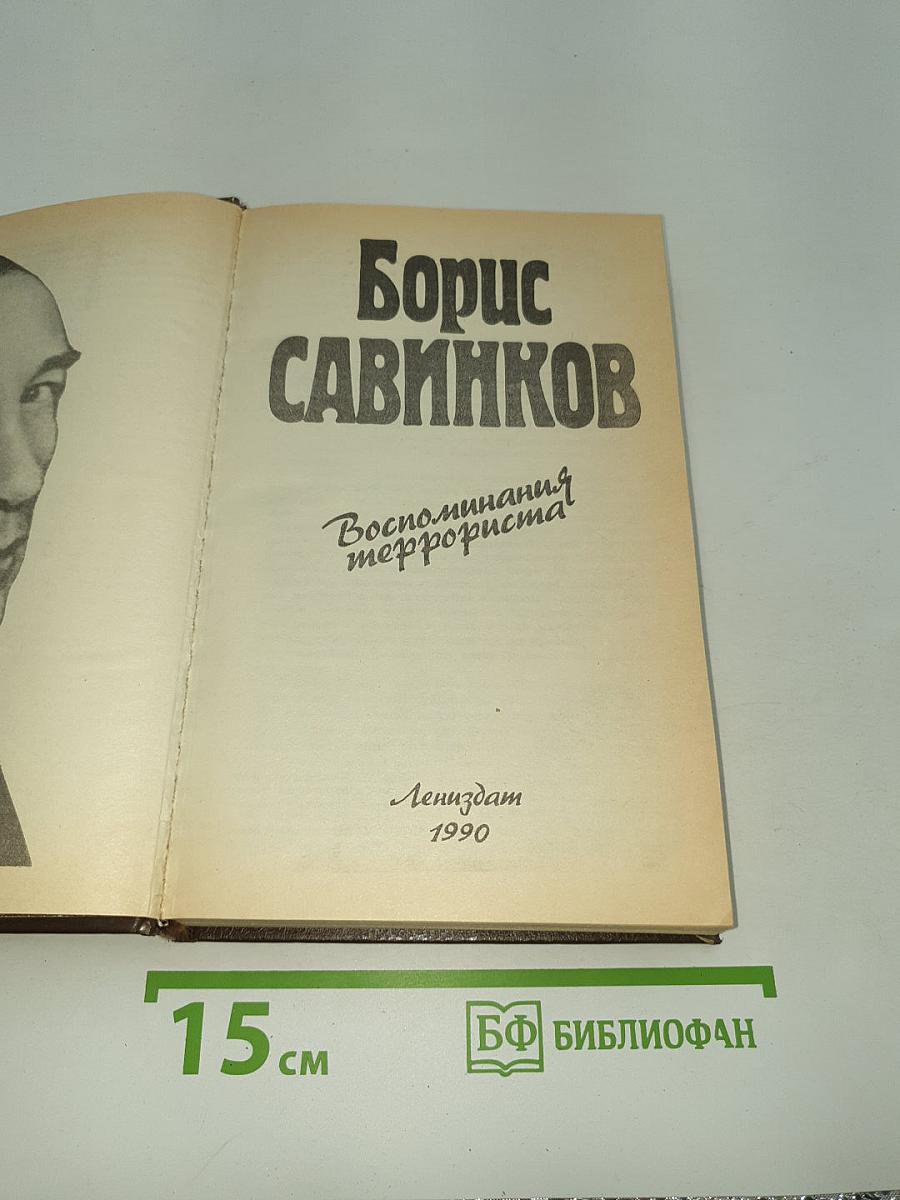 Борис
САВИНКОВ
Воспоминания
террориста
Лениздат
1990
15 см
БФ БИБЛИОФАН